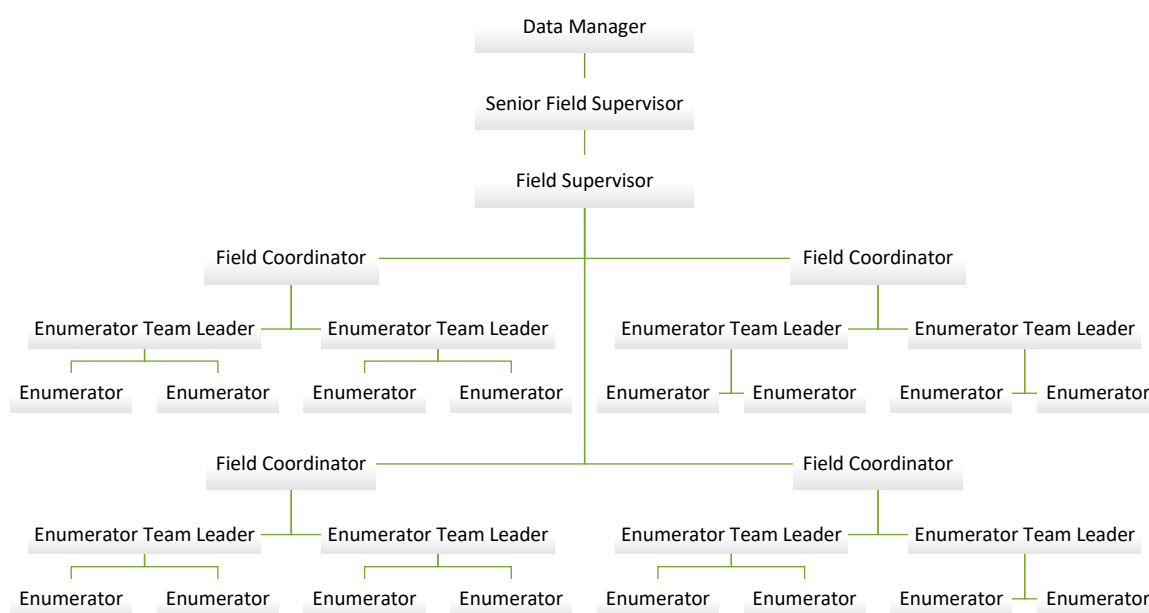 Data Manager
Senior Field Supervisor
Field Supervisor
Field Coordinator Field Coordinator
Enumerator Team Leader Enumerator Team Leader Enumerator Team Leader Enumerator Team Leader
Enumerator Enumerator Enumerator Enumerator Enumerator Enumerator Enumerator Enumerator
Field Coordinator Field Coordinator
Enumerator Team Leader Enumerator Team Leader Enumerator Team Leader Enumerator Team Leader
Enumerator Enumerator Enumerator Enumerator Enumerator Enumerator Enumerator Enumerator